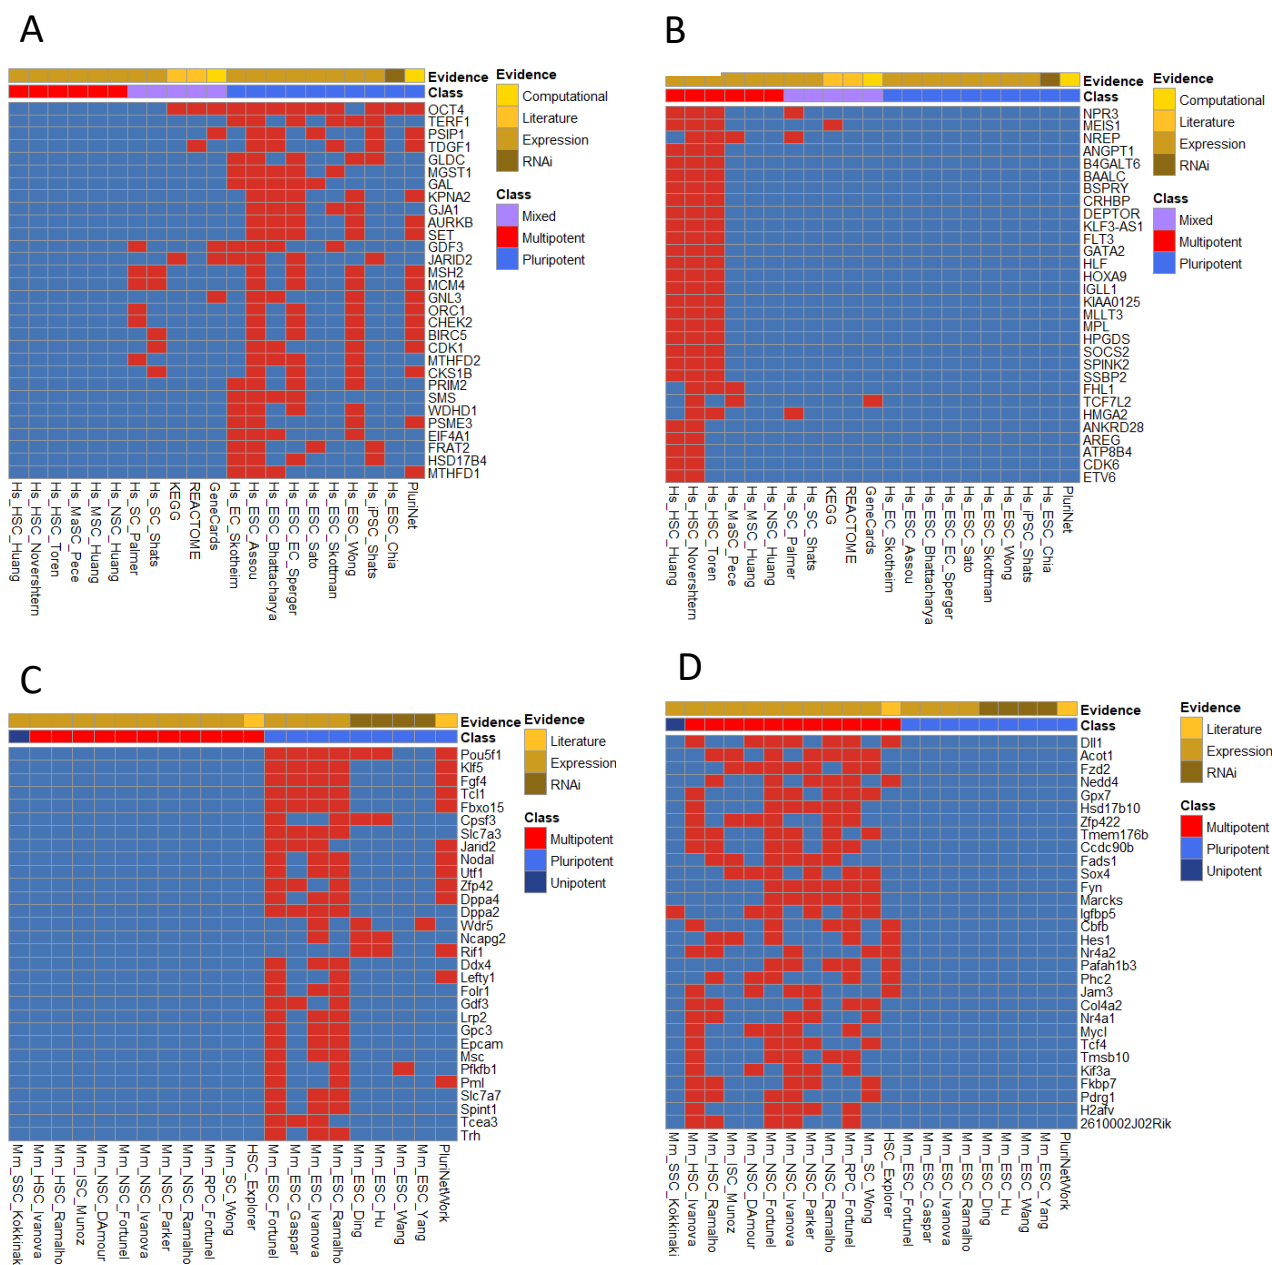 A
Evidence
Class
OCT4
TERF1
PSIP1
TDGF1
GLDC
MGST1
GAL
KPNA2
GJA1
AURKB
SET
GDF3
JARID2
MSH2
MCM4
GNL3
ORC1
CHEK2
BIRC5
CDK1
MTHFD2
CKS1B
PRIM2
SMS
WDHD1
PSME3
EIF4A1
FRAT2
HSD17B4
MTHFD1
Hs_HSC_Huang
Hs_HSC_Novershtern
Hs_HSC_Toren
Hs_MaSC_Pece
Hs_MSC_Huang
Hs_NSC_Huang
Hs_SC_Palmer
Hs_SC_Shats
KEGG
REACTOME
GeneCards
Hs_EC_Skotheim
Hs_ESC_Assou
Hs_ESC_Bhattacharya
Hs_ESC_EC_Sperger
Hs_ESC_Sato
Hs_ESC_Skottman
Hs_ESC_Wong
Hs_iPSC_Shats
Hs_ESC_Chia
PluriNet
Evidence
Computational
Literature
Expression
RNAi
Class
Mixed
Multipotent
Pluripotent
B
Evidence
Class
NPR3
MEIS1
NREP
ANGPT1
B4GALT6
BAALC
BSPRY
CRHBP
DEPTOR
KLF3-AS1
FLT3
GATA2
HLF
HOXA9
IGLL1
KIAA0125
MLLT3
MPL
HPGDS
SOCS2
SPINK2
SSBP2
FHL1
TCF7L2
HMGA2
ANKRD28
AREG
ATP8B4
CDK6
ETV6
Hs_HSC_Huang
Hs_HSC_Novershtern
Hs_HSC_Toren
Hs_MaSC_Pece
Hs_MSC_Huang
Hs_NSC_Huang
Hs_SC_Palmer
Hs_SC_Shats
KEGG
REACTOME
GeneCards
Hs_EC_Skotheim
Hs_ESC_Assou
Hs_ESC_Bhattacharya
Hs_ESC_EC_Sperger
Hs_ESC_Sato
Hs_ESC_Skottman
Hs_ESC_Wong
Hs_iPSC_Shats
Hs_ESC_Chia
PluriNet
Evidence
Computational
Literature
Expression
RNAi
Class
Mixed
Multipotent
Pluripotent
C
Evidence
Class
Pou5f1
Klf5
Fgf4
Tcl1
Fbxo15
Cpsf3
Slc7a3
Jarid2
Nodal
Utf1
Zfp42
Dppa4
Dppa2
Wdr5
Ncapg2
Rif1
Ddx4
Lefty1
Folr1
Gdf3
Lrp2
Gpc3
Epcam
Msc
Pfkfb1
Pml
Slc7a7
Spint1
Tcea3
Trh
Mm_SSC_Kokkinak
Mm_HSC_Ivanova
Mm_HSC_Ramalho
Mm_ISC_Munoz
Mm_NSC_DAmour
Mm_NSC_Fortunel
Mm_NSC_Ivanova
Mm_NSC_Parker
Mm_NSC_Ramalho
Mm_RPC_Fortunel
Mm_SC_Wong
HSC_Explorer
Mm_ESC_Fortunel
Mm_ESC_Gaspar
Mm_ESC_Ivanova
Mm_ESC_Ramalho
Mm_ESC_Ding
Mm_ESC_Hu
Mm_ESC_Wang
Mm_ESC_Yang
PluriNetWork
Evidence
Literature
Expression
RNAi
Class
Multipotent
Pluripotent
Unipotent
D
Evidence
Class
Dll1
Acot1
Fzd2
Nedd4
Gpx7
Hsd17b10
Zfp422
Tmem176b
Ccdc90b
Fads1
Sox4
Fyn
Marcks
Igfbp5
Cbfb
Hes1
Nr4a2
Pafah1b3
Phc2
Jam3
Col4a2
Nr4a1
Mycl
Tcf4
Tmsb10
Kif3a
Fkbp7
Pdrg1
H2afv
2610002J02Rik
Mm_SSC_Kokkinaki
Mm_HSC_Ivanova
Mm_HSC_Ramalho
Mm_ISC_Munoz
Mm_NSC_DAmour
Mm_NSC_Fortunel
Mm_NSC_Ivanova
Mm_NSC_Parker
Mm_NSC_Ramalho
Mm_RPC_Fortunel
Mm_SC_Wong
HSC_Explorer
Mm_ESC_Fortunel
Mm_ESC_Gaspar
Mm_ESC_Ivanova
Mm_ESC_Ramalho
Mm_ESC_Ding
Mm_ESC_Hu
Mm_ESC_Wang
Mm_ESC_Yang
PluriNetWork
Evidence
Literature
Expression
RNAi
Class
Multipotent
Pluripotent
Unipotent